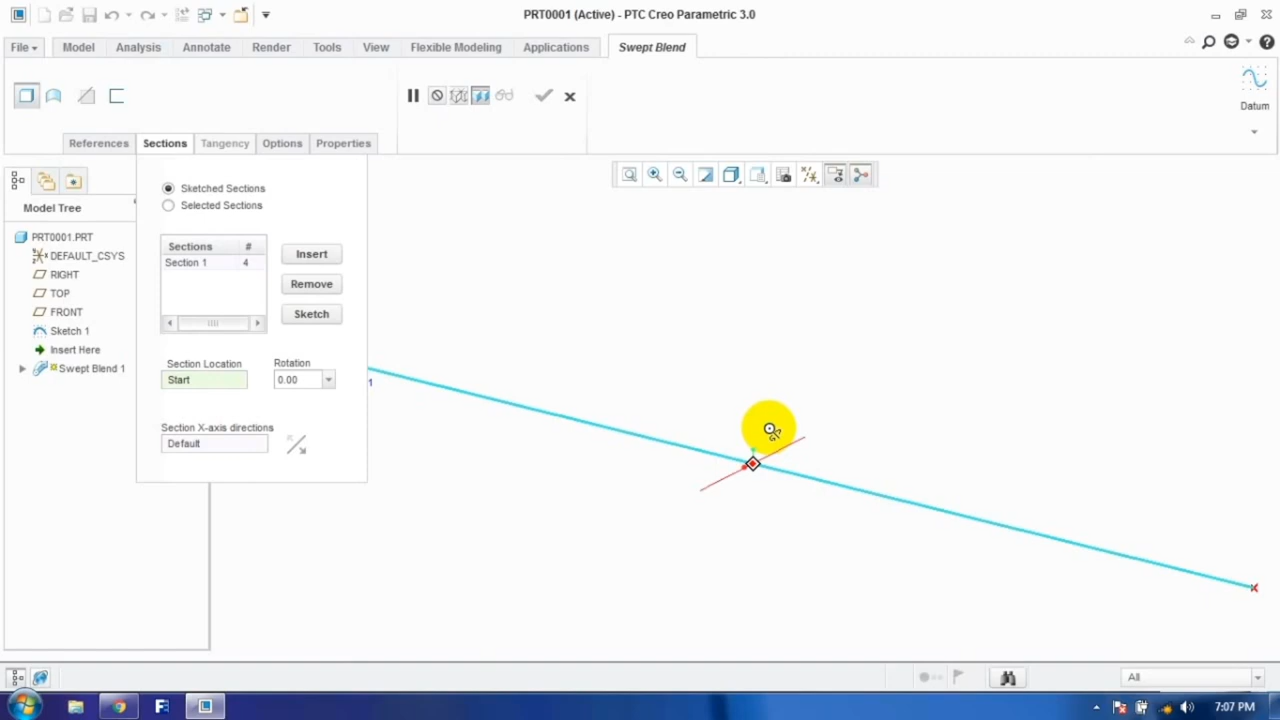 PRT0001 (Active) - PTC Creo Parametric 3.0
File Model Analysis Annotate Render Tools View Flexible Modeling Applications Swept Blend
Datum
References Sections Tangency Options Properties
Model Tree
PRT0001.PRT
DEFAULT_CSYS
RIGHT
TOP
FRONT
Sketch 1
Insert Here
Swept Blend 1
Sketched Sections
Selected Sections
Sections #
Section 1 4
Insert
Remove
Sketch
Section Location Rotation
Start 0.00
Section X-axis directions
Default
1
All
7:07 PM